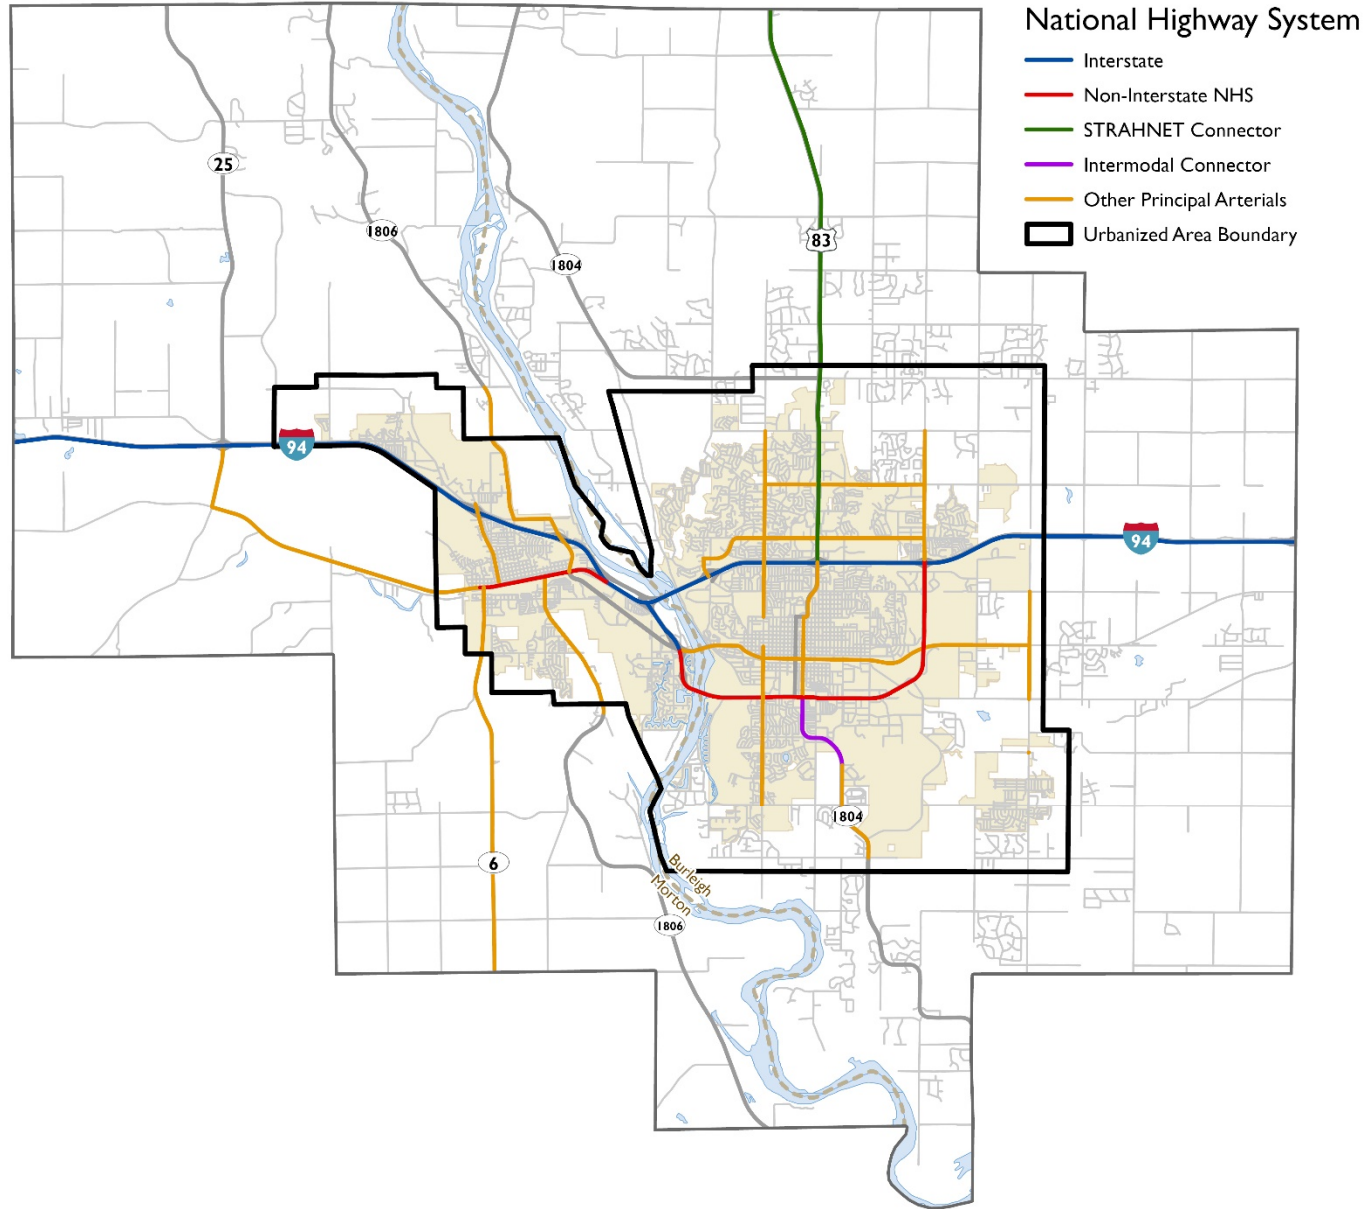 National Highway System
Interstate
Non-Interstate NHS
STRAHNET Connector
Intermodal Connector
Other Principal Arterials
Urbanized Area Boundary
25
1806
1804
83
94
94
1804
6
Burleigh
Morton
1806